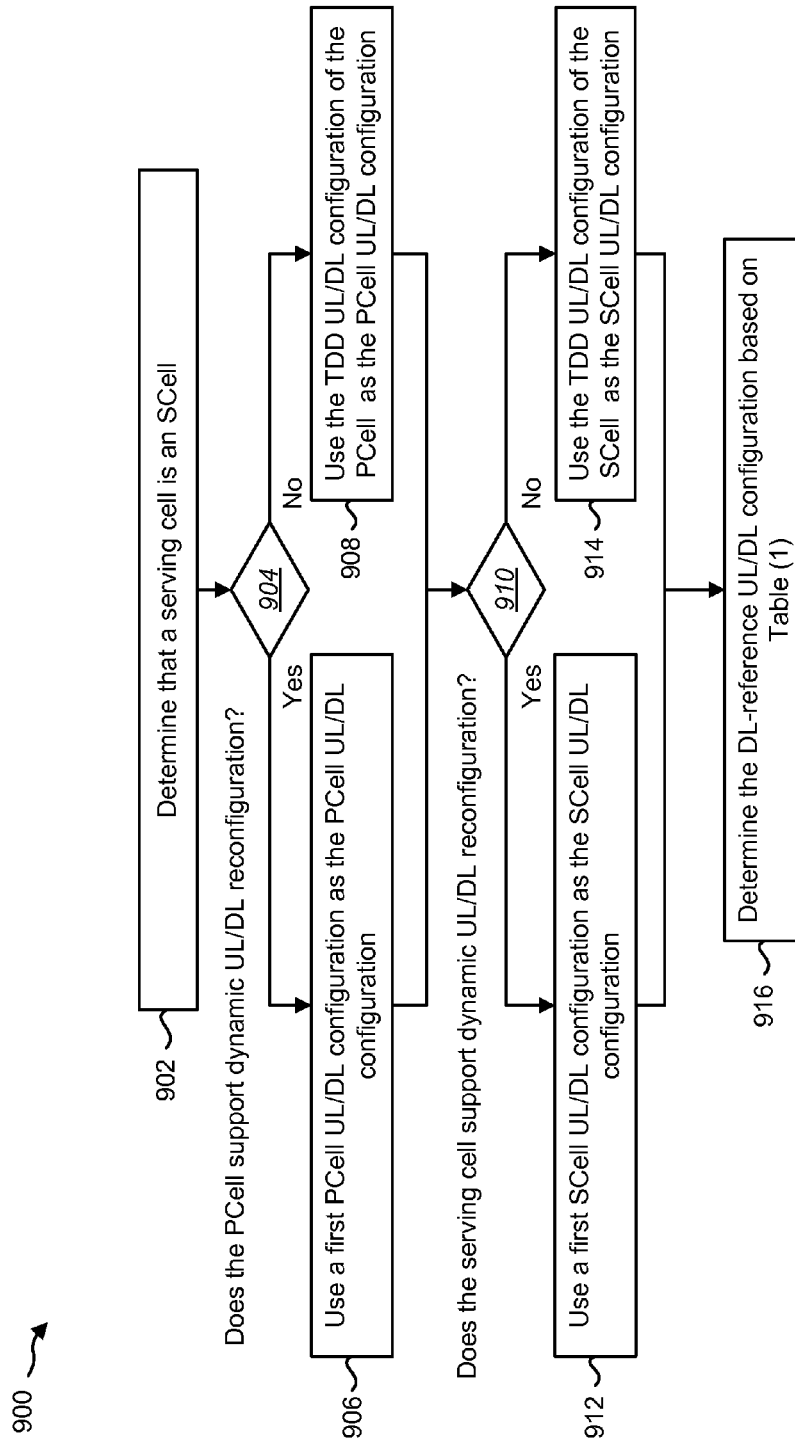 900
Determine that a serving cell is an SCell
902
Does the PCell support dynamic UL/DL reconfiguration?
904
Yes
No
Use a first PCell UL/DL configuration as the PCell UL/DL
configuration
906
Use the TDD UL/DL configuration of the
PCell as the PCell UL/DL configuration
908
Does the serving cell support dynamic UL/DL reconfiguration?
910
Yes
No
Use a first SCell UL/DL configuration as the SCell UL/DL
configuration
912
Use the TDD UL/DL configuration of the
SCell as the SCell UL/DL configuration
914
Determine the DL-reference UL/DL configuration based on
Table (1)
916